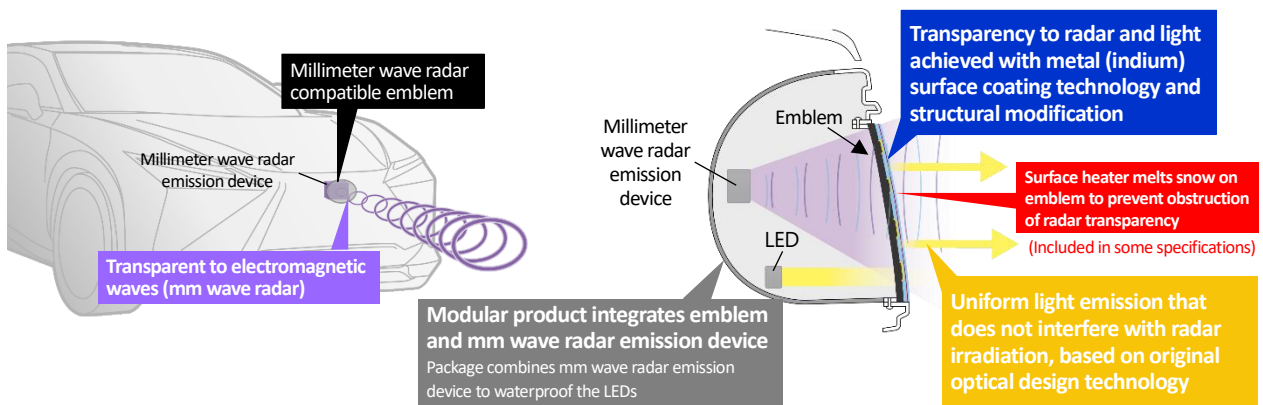 Millimeter wave radar
compatible emblem
Millimeter wave radar
emission device
Transparent to electromagnetic
waves (mm wave radar)
Transparency to radar and light
achieved with metal (indium)
surface coating technology and
structural modification
Emblem
Millimeter
wave radar
emission
device
Surface heater melts snow on
emblem to prevent obstruction
of radar transparency
(Included in some specifications)
LED
Modular product integrates emblem
and mm wave radar emission device
Package combines mm wave radar emission
device to waterproof the LEDs
Uniform light emission that
does not interfere with radar
irradiation, based on original
optical design technology